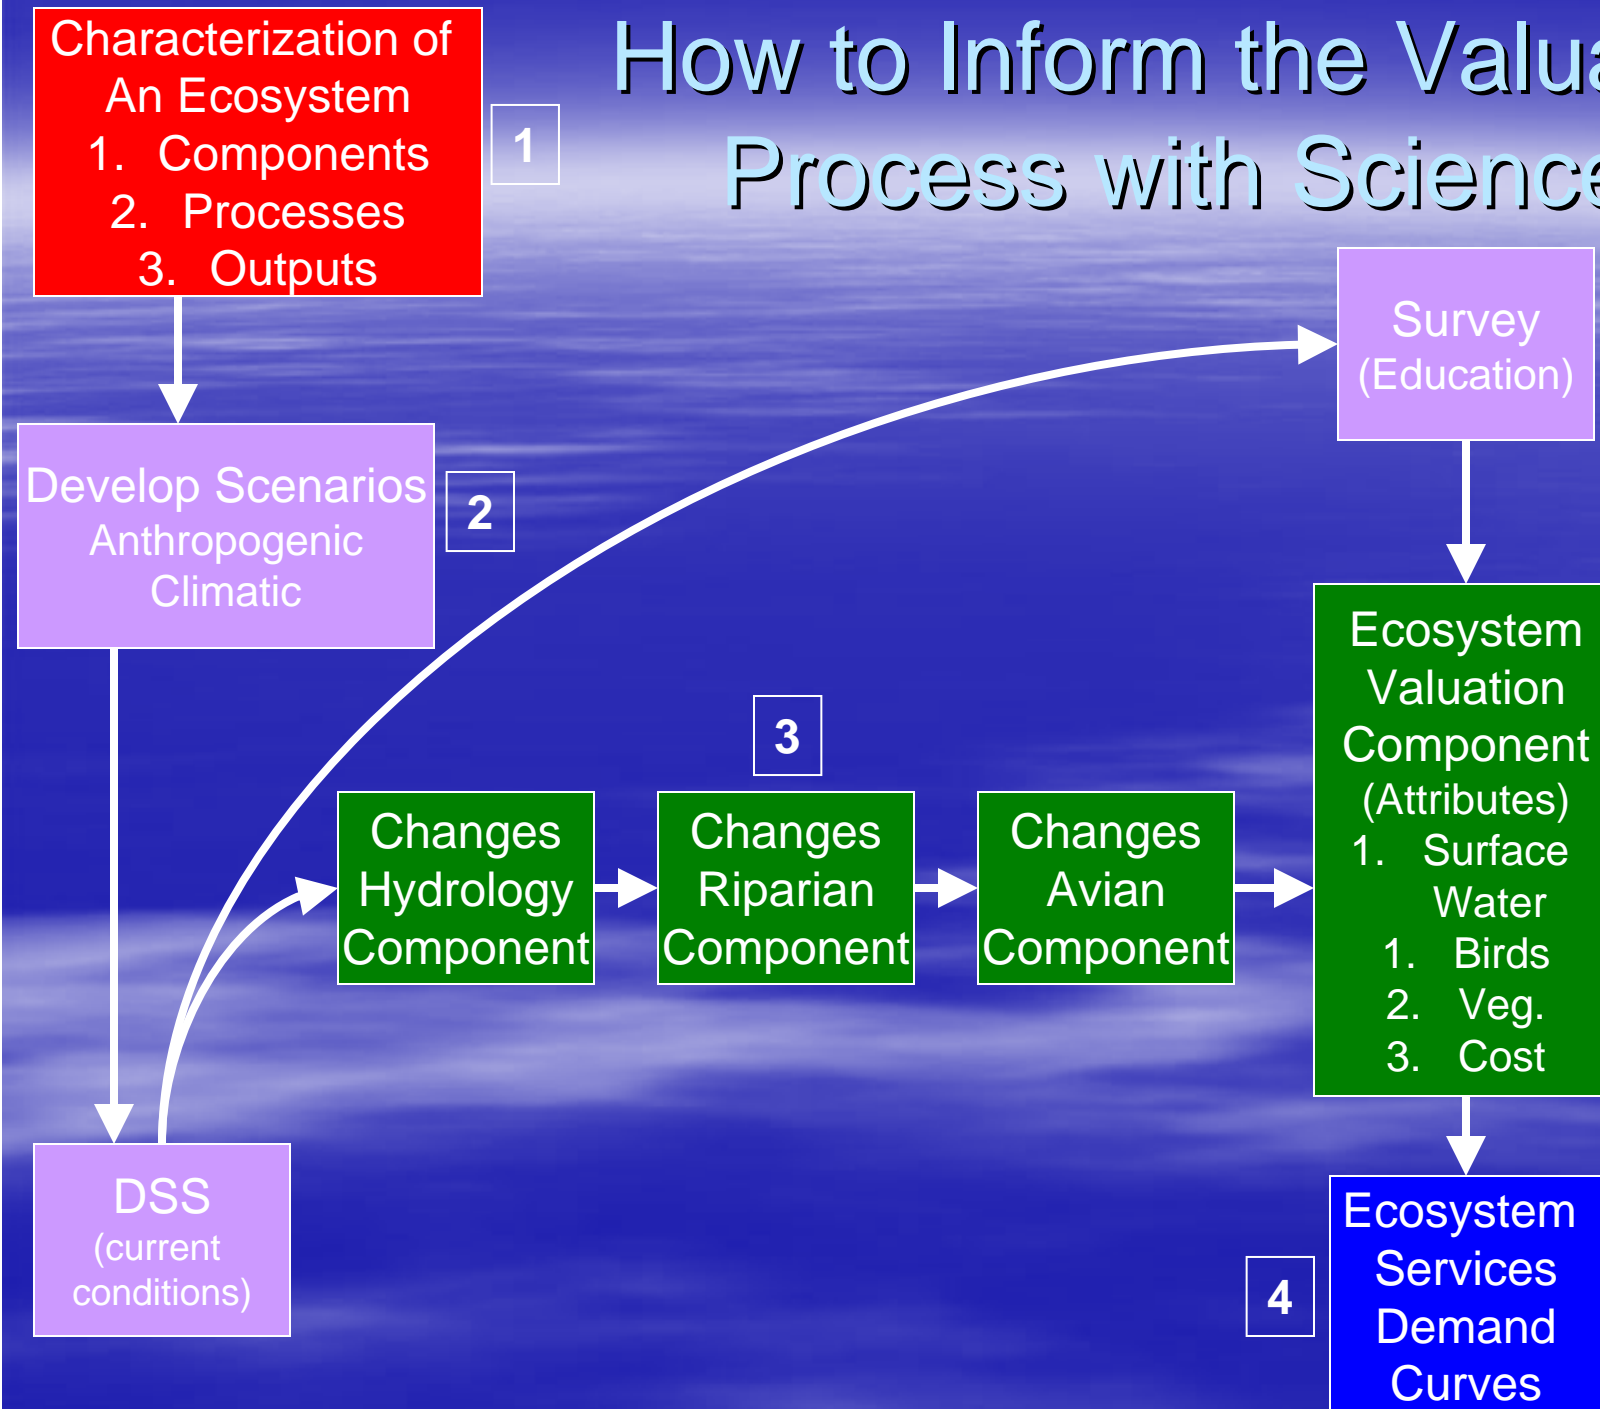 How to Inform the Valua
Process with Science
Characterization of
An Ecosystem
1. Components
2. Processes
3. Outputs
1
Survey
(Education)
Develop Scenarios
Anthropogenic
Climatic
2
3
Changes
Hydrology
Component
Changes
Riparian
Component
Changes
Avian
Component
Ecosystem
Valuation
Component
(Attributes)
1. Surface
Water
1. Birds
2. Veg.
3. Cost
DSS
(current
conditions)
4
Ecosystem
Services
Demand
Curves